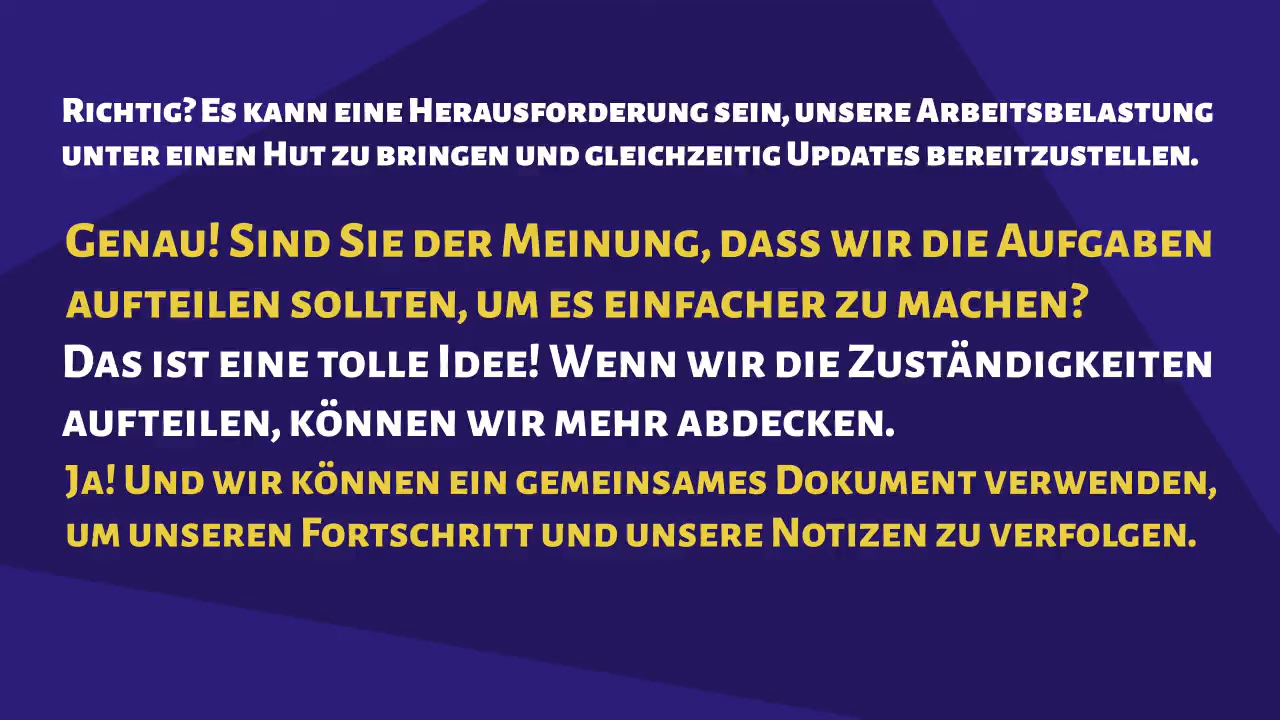 Richtig? Es kann eine Herausforderung sein, unsere Arbeitsbelastung
unter einen Hut zu bringen und gleichzeitig Updates bereitzustellen.
Genau! Sind Sie der Meinung, dass wir die Aufgaben
aufteilen sollten, um es einfacher zu machen?
Das ist eine tolle Idee! Wenn wir die Zuständigkeiten
aufteilen, können wir mehr abdecken.
Ja! Und wir können ein gemeinsames Dokument verwenden,
um unseren Fortschritt und unsere Notizen zu verfolgen.